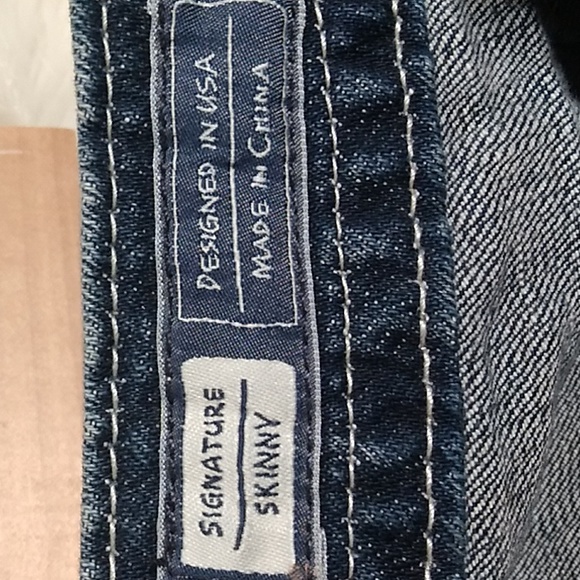 DESIGNED IN USA
MADE IN CHINA
SIGNATURE
SKINNY